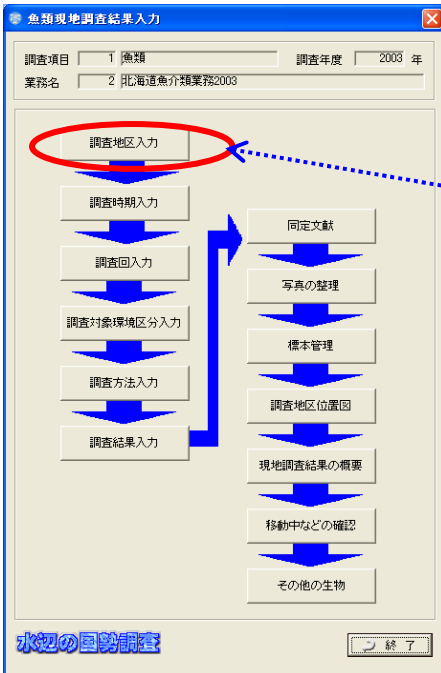 魚類現地調査結果入力
調査項目 1 魚類 調査年度 2003 年
業務名 2 北海道魚介類業務2003
調査地区入力
調査時期入力
調査回入力
調査対象環境区分入力
調査方法入力
調査結果入力
同定文献
写真の整理
標本管理
調査地区位置図
現地調査結果の概要
移動中などの確認
その他の生物
水辺の国勢調査
終了